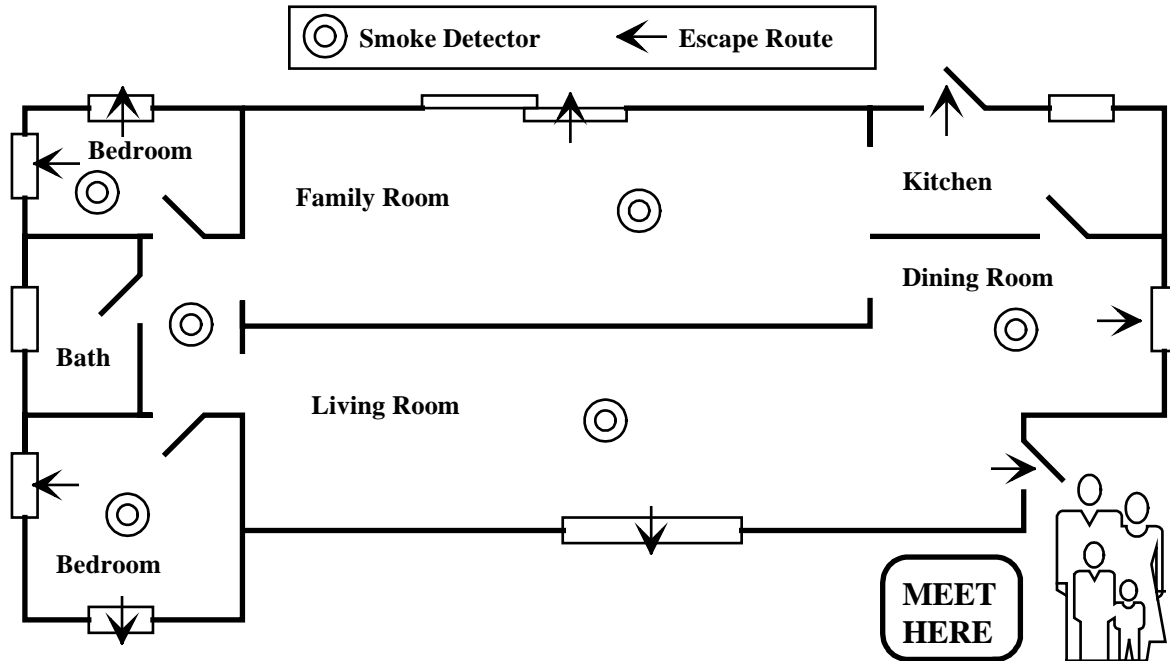 Smoke Detector
Escape Route
Bedroom
Family Room
Kitchen
Dining Room
Bath
Living Room
Bedroom
MEET
HERE